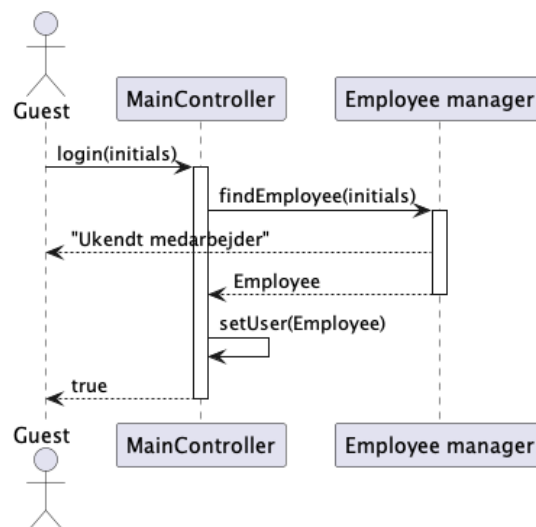 Guest
MainController
Employee manager
login(initials)
findEmployee(initials)
"Ukendt medarbejder"
Employee
setUser(Employee)
true
Guest
MainController
Employee manager